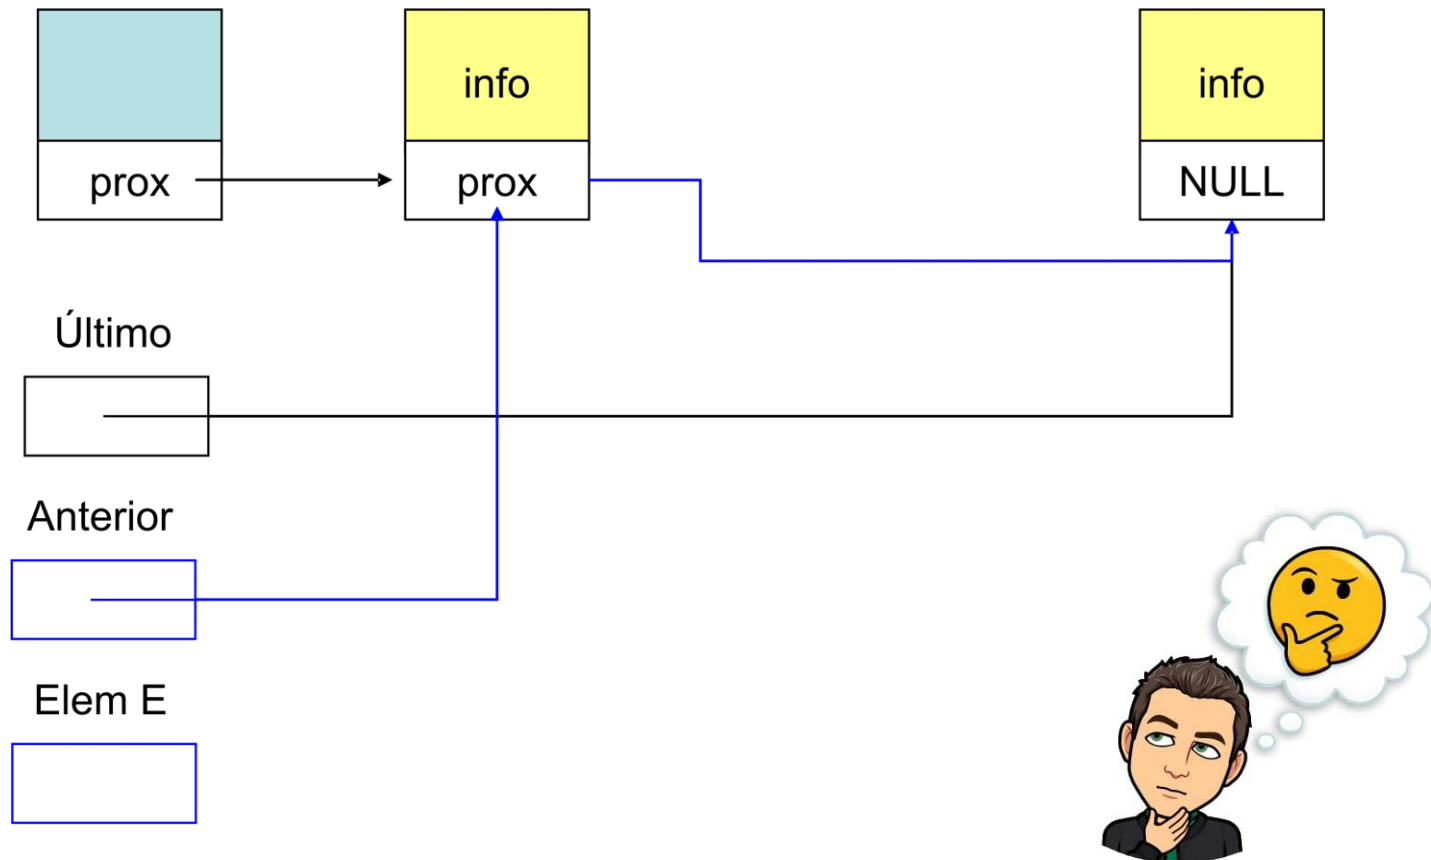 info
info
prox
prox
NULL
Último
Anterior
Elem E